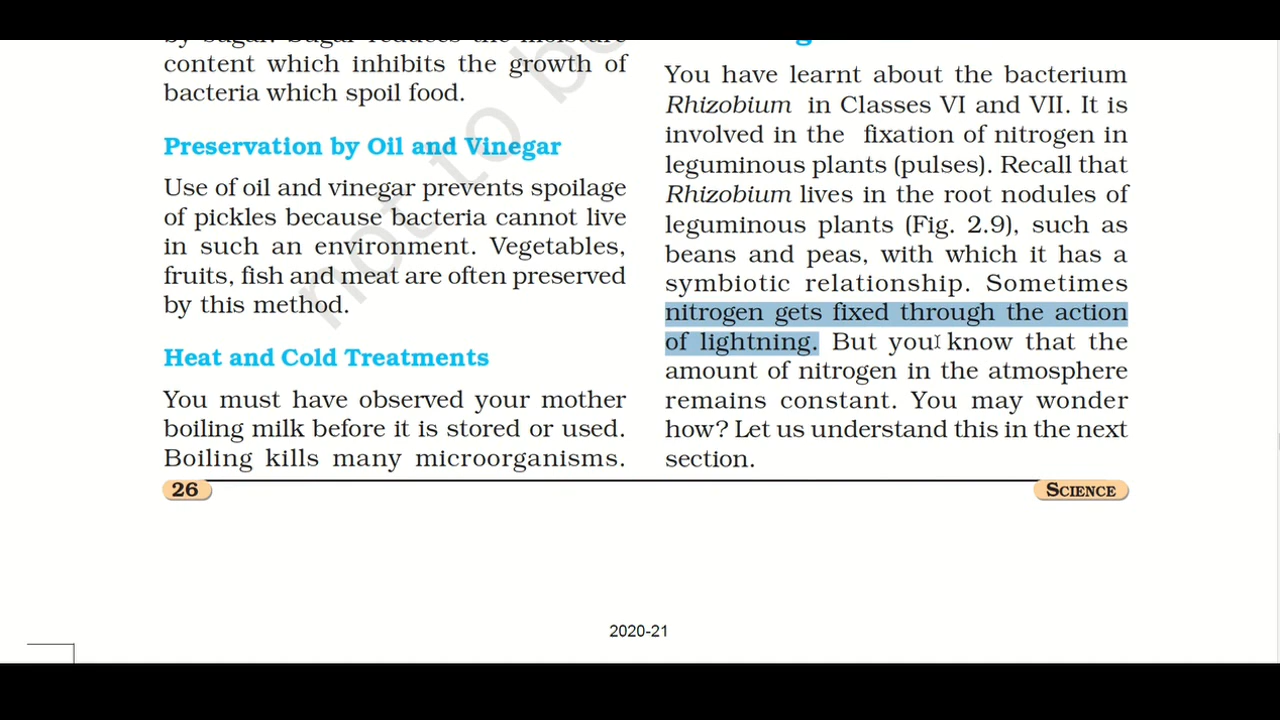 content which inhibits the growth of
bacteria which spoil food.
Preservation by Oil and Vinegar
Use of oil and vinegar prevents spoilage
of pickles because bacteria cannot live
in such an environment. Vegetables,
fruits, fish and meat are often preserved
by this method.
Heat and Cold Treatments
You must have observed your mother
boiling milk before it is stored or used.
Boiling kills many microorganisms.
You have learnt about the bacterium
Rhizobium in Classes VI and VII. It is
involved in the fixation of nitrogen in
leguminous plants (pulses). Recall that
Rhizobium lives in the root nodules of
leguminous plants (Fig. 2.9), such as
beans and peas, with which it has a
symbiotic relationship. Sometimes
nitrogen gets fixed through the action
of lightning. But you know that the
amount of nitrogen in the atmosphere
remains constant. You may wonder
how? Let us understand this in the next
section.
26
SCIENCE
2020-21
not to be